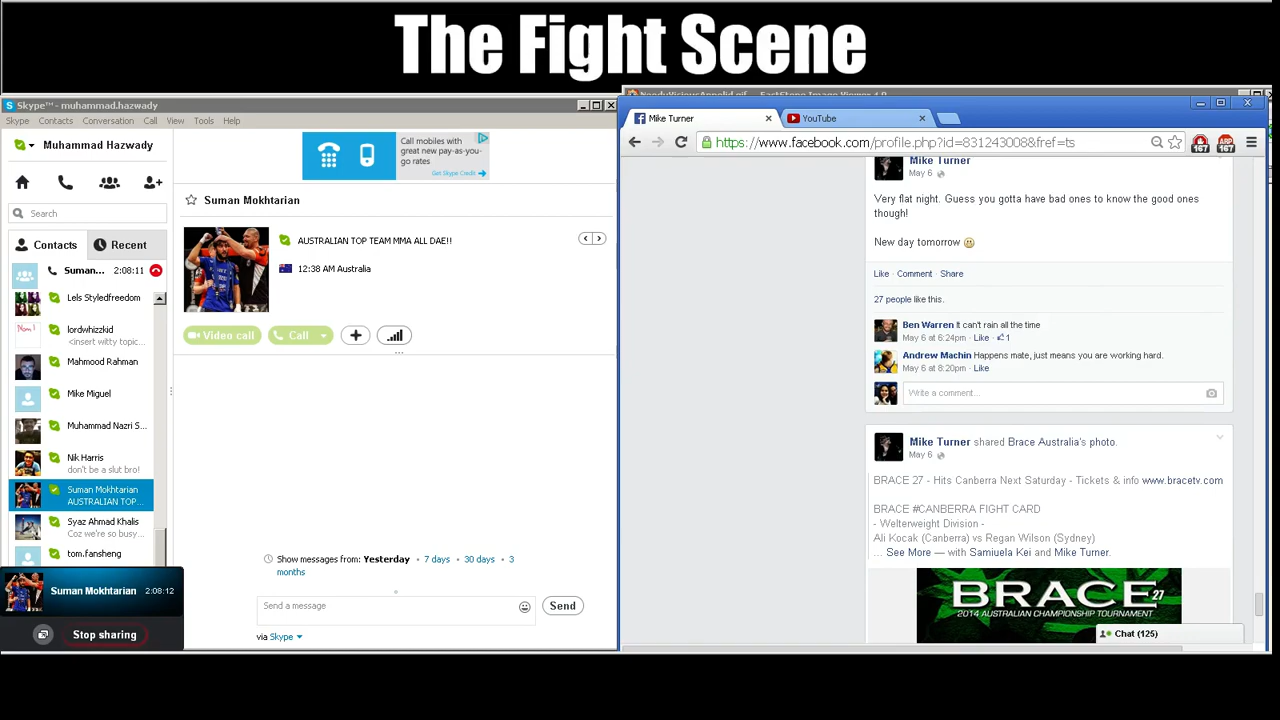 The Fight Scene
Skype™ - muhammad.hazwady
Skype Contacts Conversation Call View Tools Help
Muhammad Hazwady
Search
Contacts
Recent
Suman...
2:08:11
Lels Styledfreedom
lordwhizzkid
<insert witty topic...
Mahmood Rahman
Mike Miguel
Muhammad Nazri S...
Nik Harris
don't be a slut bro!
Suman Mokhtarian
AUSTRALIAN TOP...
Syaz Ahmad Khalis
Coz we're so busy...
tom.fansheng
Suman Mokhtarian 2:08:12
Stop sharing
Call mobiles with
great new pay-as-you-
go rates
Get Skype Credit
Suman Mokhtarian
AUSTRALIAN TOP TEAM MMA ALL DAE!!
12:38 AM Australia
Video call
Call
Show messages from: Yesterday • 7 days • 30 days • 3
months
Send a message
Send
via Skype
Mike Turner
YouTube
https://www.facebook.com/profile.php?id=831243008&fref=ts
167
ABP 167
Mike Turner
May 6
Very flat night. Guess you gotta have bad ones to know the good ones
though!
New day tomorrow
Like · Comment · Share
27 people like this.
Ben Warren It can't rain all the time
May 6 at 6:24pm · Like · 1
Andrew Machin Happens mate, just means you are working hard.
May 6 at 8:20pm · Like
Write a comment...
Mike Turner shared Brace Australia's photo.
May 6
BRACE 27 - Hits Canberra Next Saturday - Tickets & info www.bracetv.com
BRACE #CANBERRA FIGHT CARD
- Welterweight Division -
Ali Kocak (Canberra) vs Regan Wilson (Sydney)
... See More — with Samiuela Kei and Mike Turner.
BRACE 27
2014 AUSTRALIAN CHAMPIONSHIP TOURNAMENT
Chat (125)